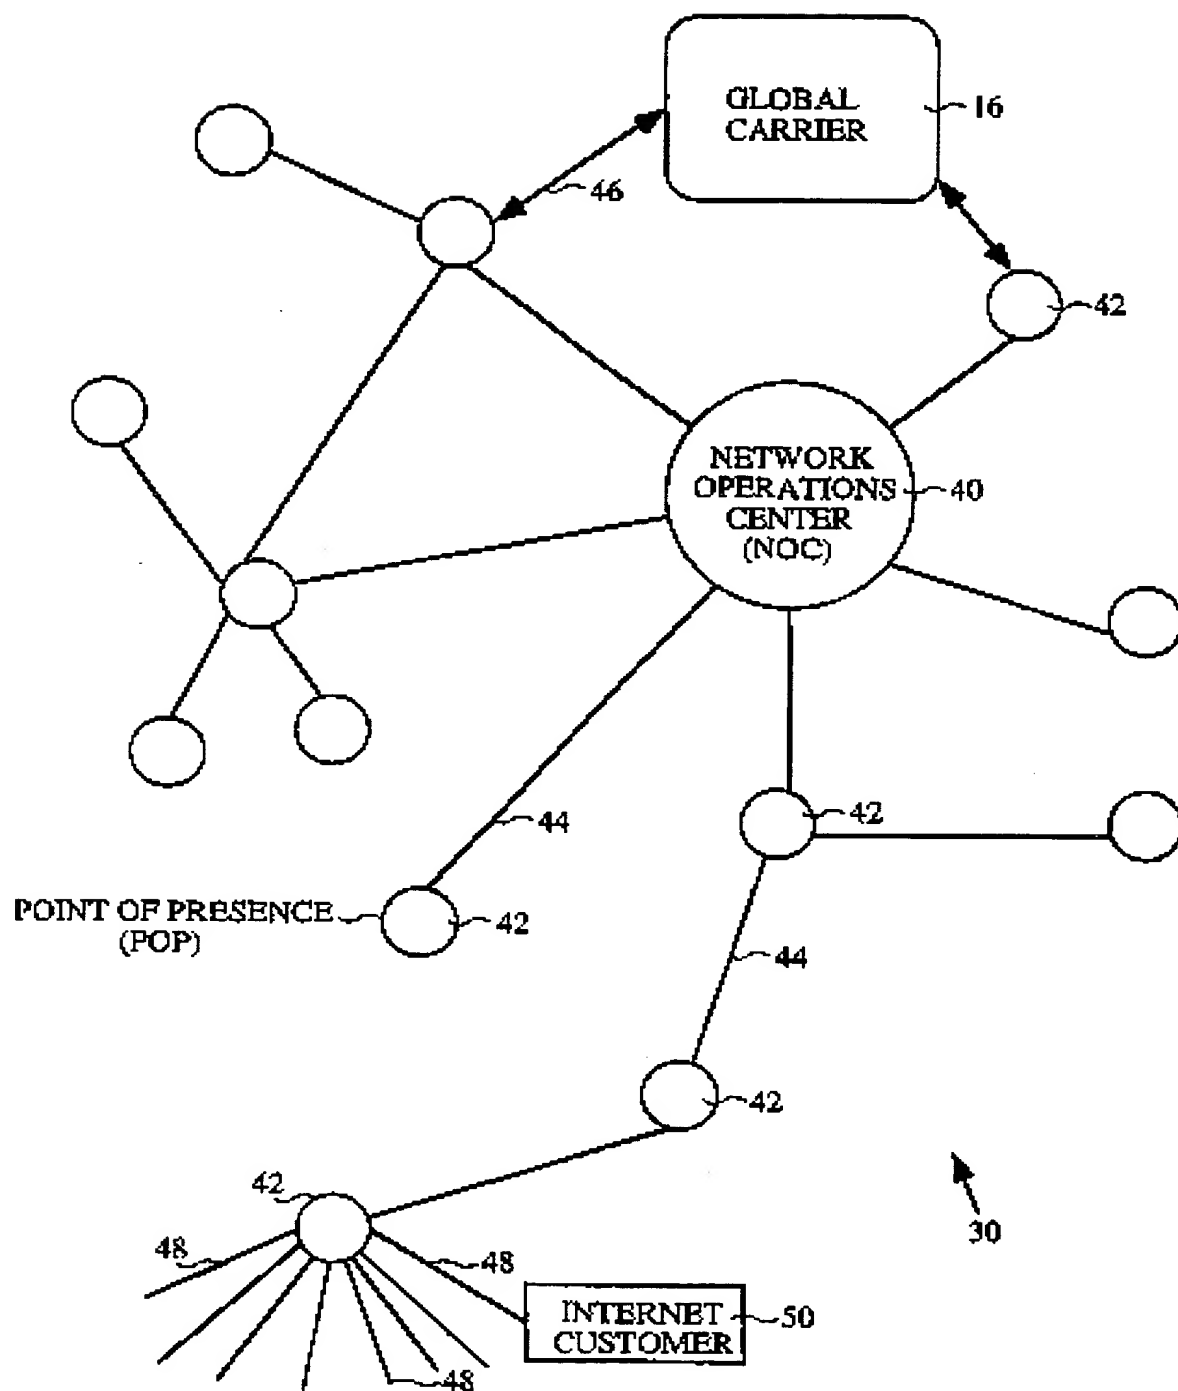 GLOBAL
CARRIER
16
46
42
NETWORK
OPERATIONS
CENTER
(NOC)
40
44
42
POINT OF PRESENCE
(POP)
42
44
42
42
30
48
48
INTERNET
CUSTOMER
50
48